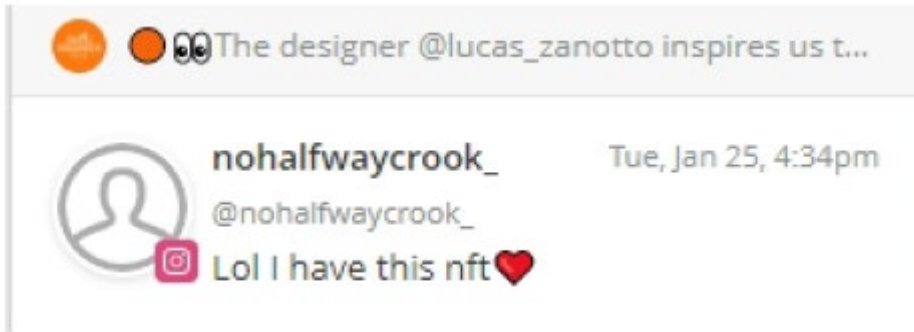 🟠👀The designer @lucas_zanotto inspires us t...
nohalfwaycrook_ Tue, Jan 25, 4:34pm
@nohalfwaycrook_
Lol I have this nft❤️